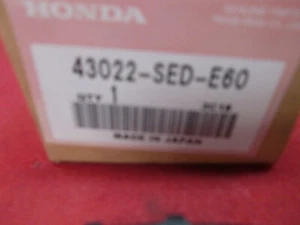 HONDA
43022-SED-E60
QTY 1
MADE IN JAPAN